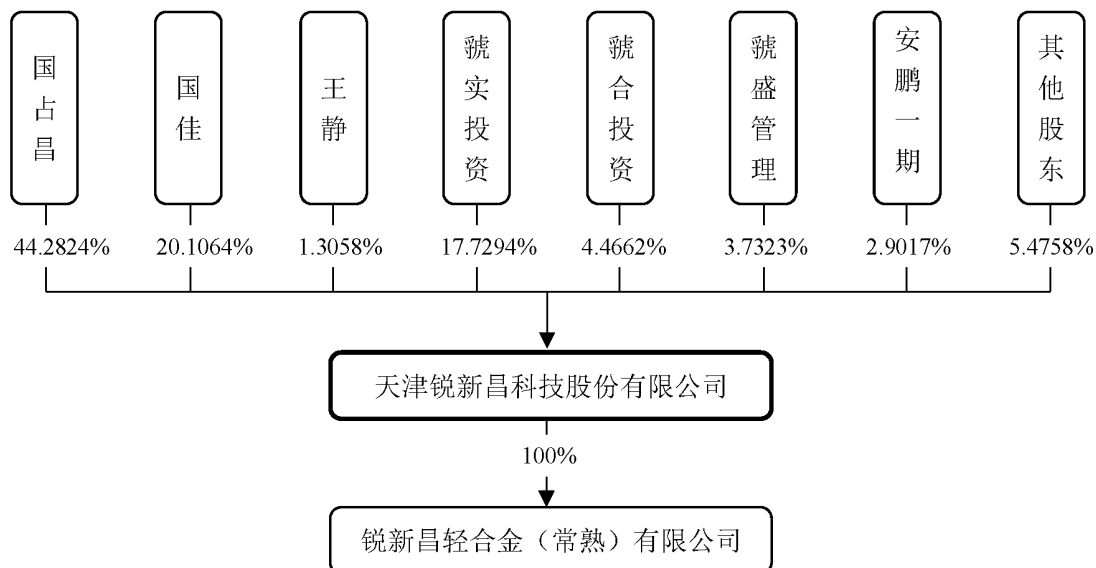 国占昌
国佳
王静
虢实投资
虢合投资
虢盛管理
安鹏一期
其他股东
44.2824%
20.1064%
1.3058%
17.7294%
4.4662%
3.7323%
2.9017%
5.4758%
天津锐新昌科技股份有限公司
100%
锐新昌轻合金（常熟）有限公司